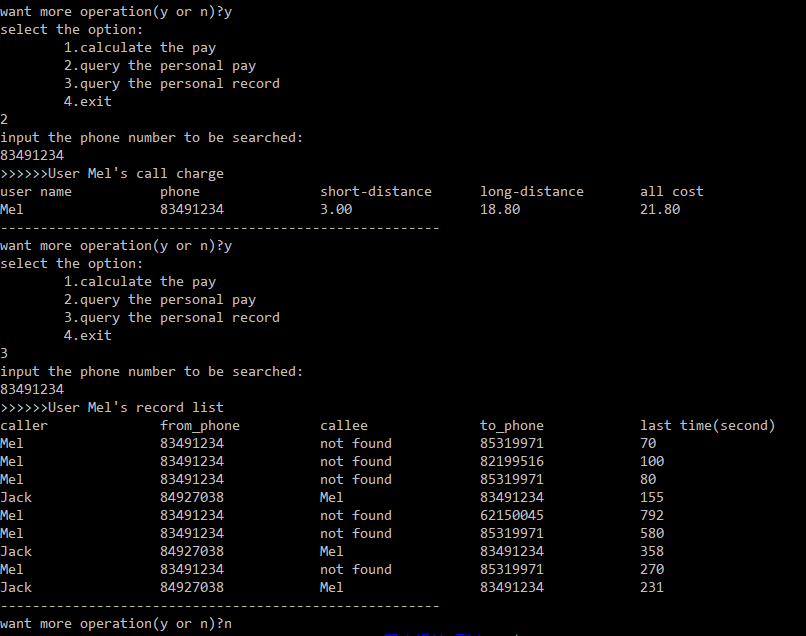 want more operation(y or n)?y
select the option:
1.calculate the pay
2.query the personal pay
3.query the personal record
4.exit
2
input the phone number to be searched:
83491234
>>>>>>User Mel's call charge
user name phone short-distance long-distance all cost
Mel 83491234 3.00 18.80 21.80
-------------------------------------------------------
want more operation(y or n)?y
select the option:
1.calculate the pay
2.query the personal pay
3.query the personal record
4.exit
3
input the phone number to be searched:
83491234
>>>>>>User Mel's record list
caller from_phone callee to_phone last time(second)
Mel 83491234 not found 85319971 70
Mel 83491234 not found 82199516 100
Mel 83491234 not found 85319971 80
Jack 84927038 Mel 83491234 155
Mel 83491234 not found 62150045 792
Mel 83491234 not found 85319971 580
Jack 84927038 Mel 83491234 358
Mel 83491234 not found 85319971 270
Jack 84927038 Mel 83491234 231
-------------------------------------------------------
want more operation(y or n)?n